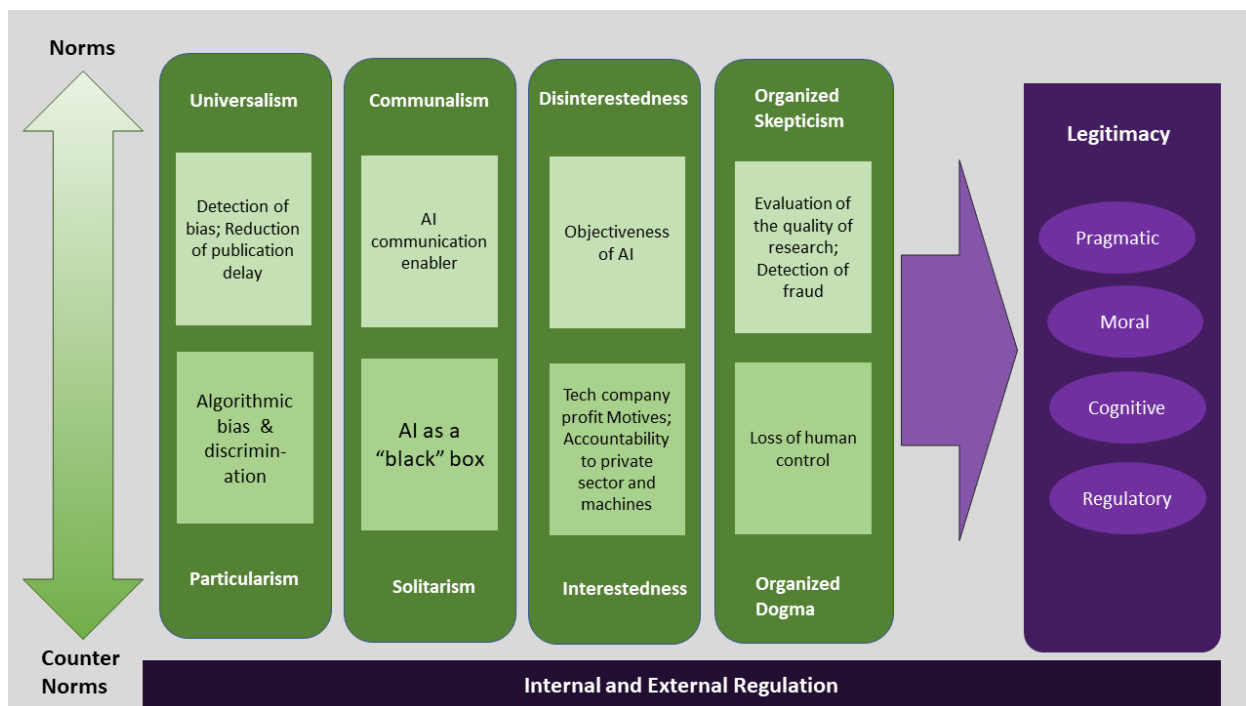 Norms
Universalism
Detection of
bias; Reduction
of publication
delay
Algorithmic
bias & 
discrimin-
ation
Particularism
Communalism
AI
communication
enabler
AI as a
“black” box
Solitarism
Disinterestedness
Objectiveness
of AI
Tech company
profit Motives;
Accountability
to private
sector and
machines
Interestedness
Organized
Skepticism
Evaluation of
the quality of
research;
Detection of
fraud
Loss of human
control
Organized
Dogma
Legitimacy
Pragmatic
Moral
Cognitive
Regulatory
Counter
Norms
Internal and External Regulation